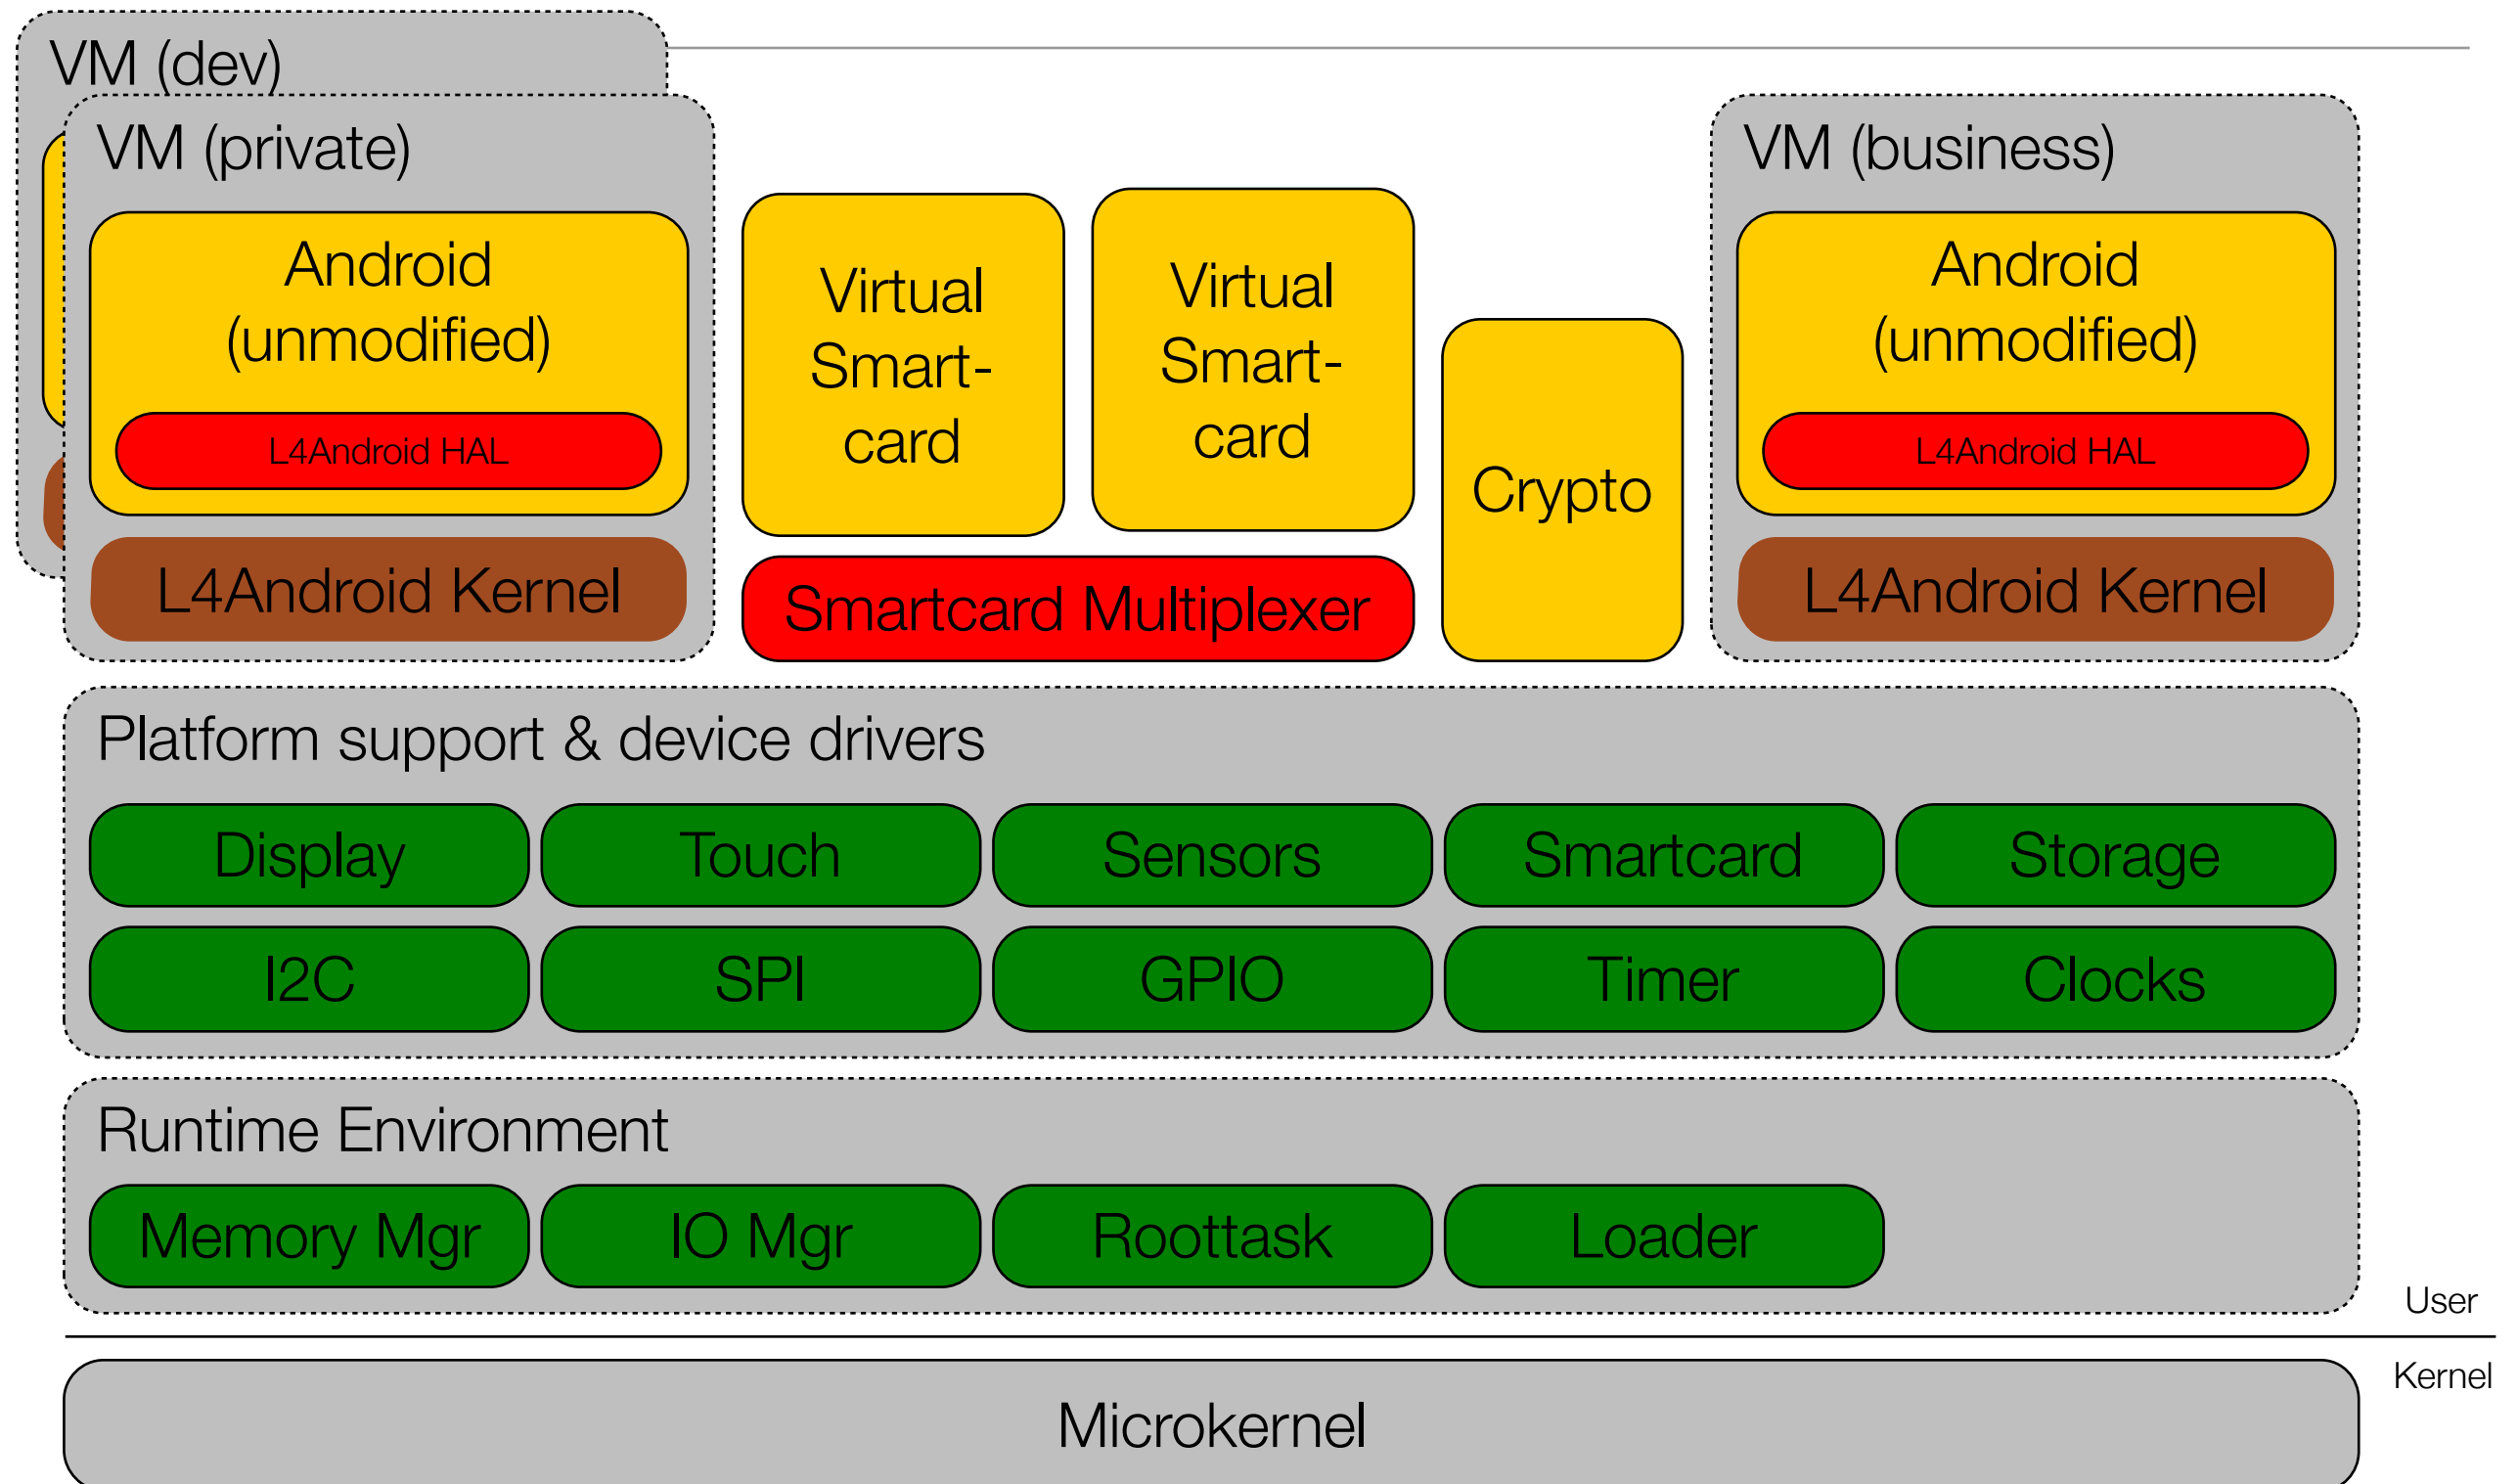 VM (dev)
VM (private)
Android
(unmodified)
L4Android HAL
L4Android Kernel
Virtual
Smart-
card
Virtual
Smart-
card
Smartcard Multiplexer
Crypto
VM (business)
Android
(unmodified)
L4Android HAL
L4Android Kernel
Platform support & device drivers
Display
Touch
Sensors
Smartcard
Storage
I2C
SPI
GPIO
Timer
Clocks
Runtime Environment
Memory Mgr
IO Mgr
Roottask
Loader
User
Kernel
Microkernel